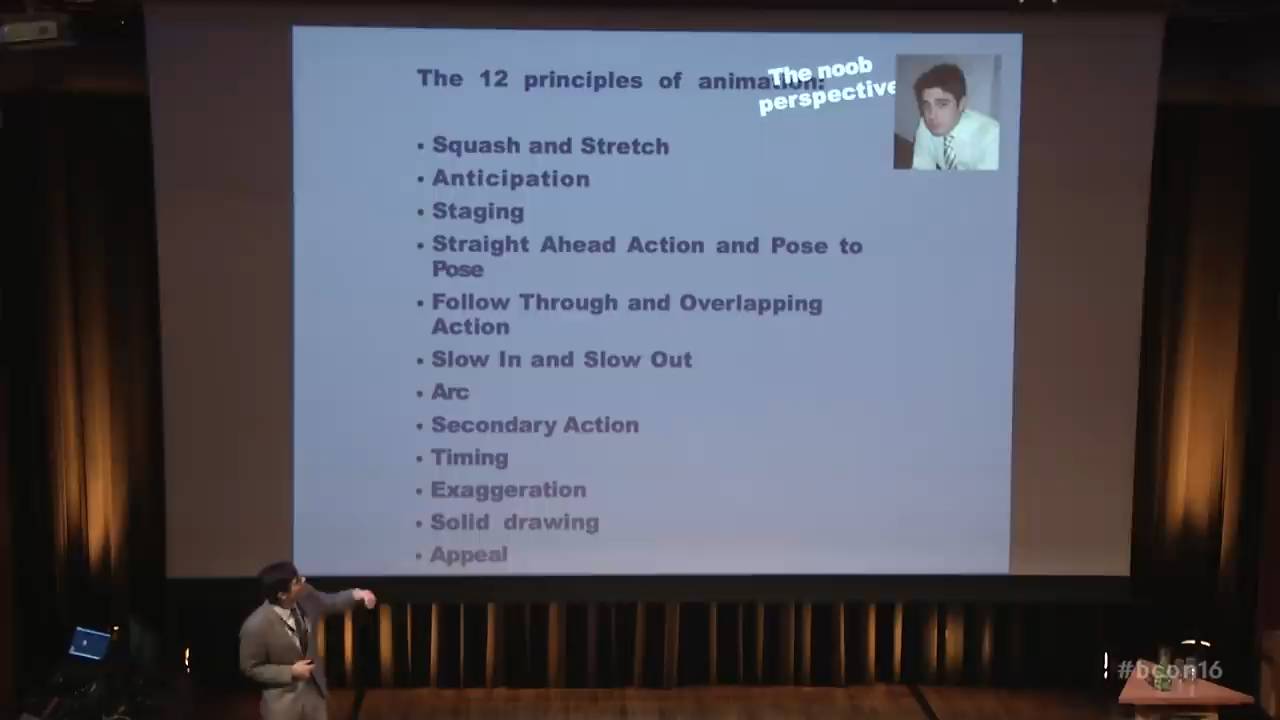 The 12 principles of animation:
The noob
perspective
• Squash and Stretch
• Anticipation
• Staging
• Straight Ahead Action and Pose to
Pose
• Follow Through and Overlapping
Action
• Slow In and Slow Out
• Arc
• Secondary Action
• Timing
• Exaggeration
• Solid drawing
• Appeal
#bcon16